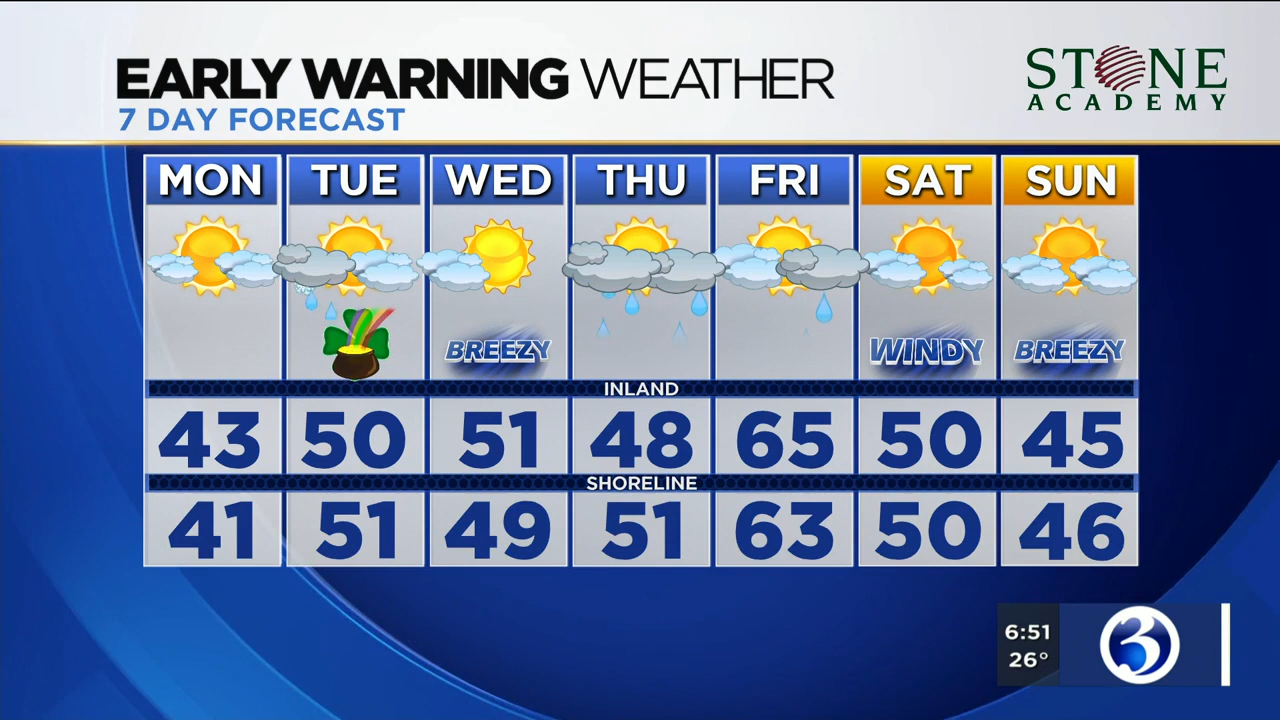 EARLY WARNING WEATHER
7 DAY FORECAST
STONE
ACADEMY
MON TUE WED THU FRI SAT SUN
BREEZY WINDY BREEZY
INLAND
43 50 51 48 65 50 45
SHORELINE
41 51 49 51 63 50 46
6:51
26°
3